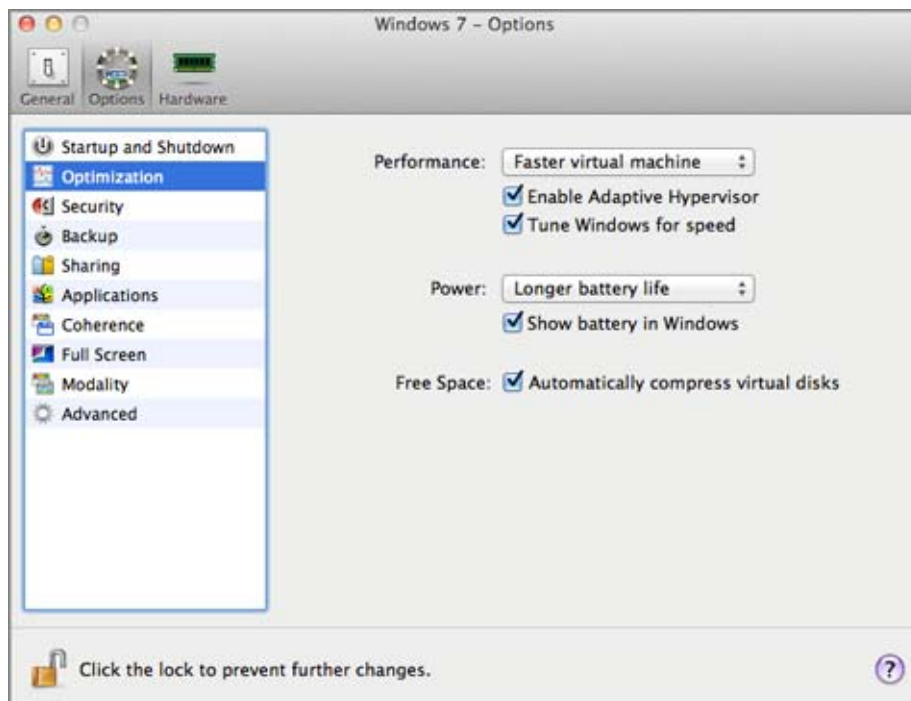 Windows 7 – Options
General Options Hardware
Startup and Shutdown
Optimization
Security
Backup
Sharing
Applications
Coherence
Full Screen
Modality
Advanced
Performance: Faster virtual machine
Enable Adaptive Hypervisor
Tune Windows for speed
Power: Longer battery life
Show battery in Windows
Free Space: Automatically compress virtual disks
Click the lock to prevent further changes.
?